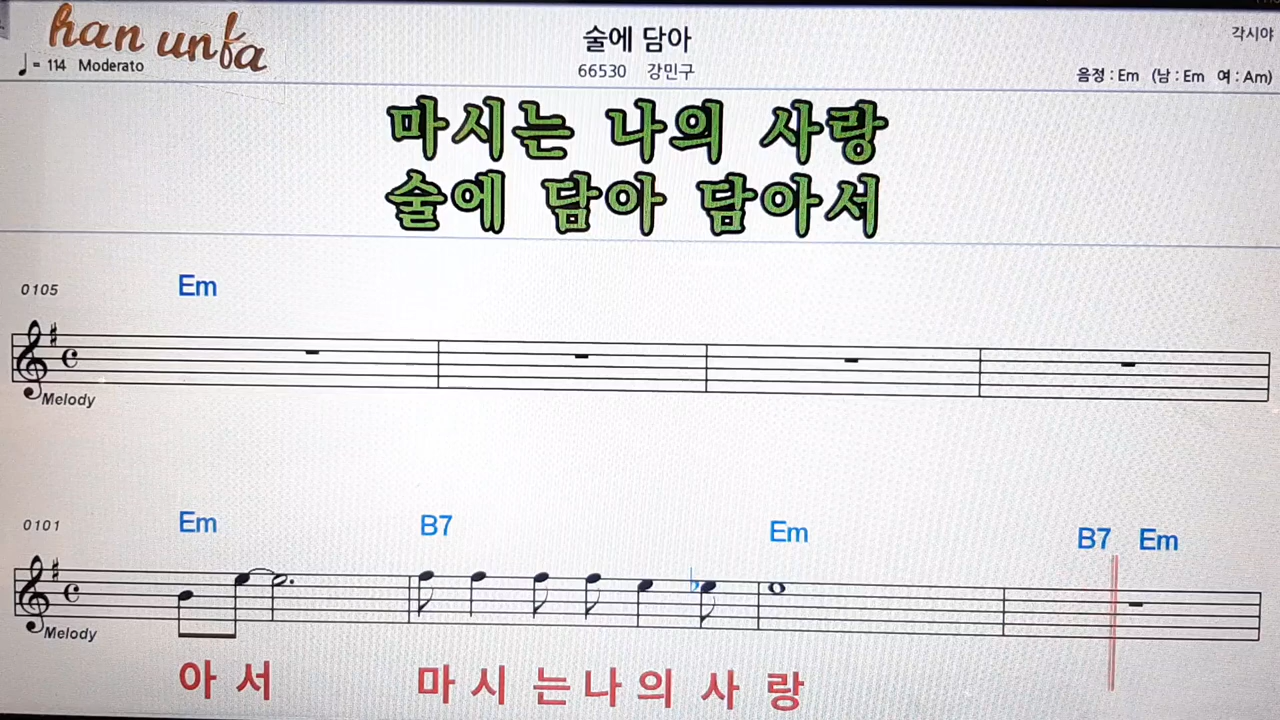 han unfa
♩= 114 Moderato
술에 담아
66530 강민구
각시야
음정 : Em (남 : Em 여 : Am)
마시는 나의 사랑
술에 담아 담아서
0105 Em
Melody
0101 Em B7 Em B7 Em
Melody
아 서 마 시 는 나 의 사 랑